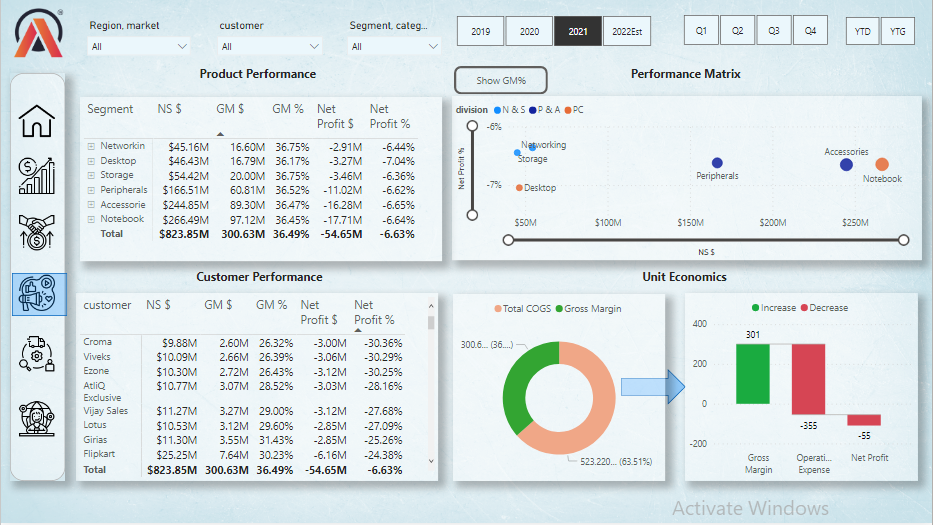 Region, market customer Segment, categ...
All All All
2019 2020 2021 2022Est Q1 Q2 Q3 Q4 YTD YTG
Product Performance
Segment NS $ GM $ GM % Net Profit $ Net Profit %
Networkin $45.16M 16.60M 36.75% -2.91M -6.44%
Desktop $46.43M 16.79M 36.17% -3.27M -7.04%
Storage $54.42M 20.00M 36.75% -3.46M -6.36%
Peripherals $166.51M 60.81M 36.52% -11.02M -6.62%
Accessorie $244.85M 89.30M 36.47% -16.28M -6.65%
Notebook $266.49M 97.12M 36.45% -17.71M -6.64%
Total $823.85M 300.63M 36.49% -54.65M -6.63%
Show GM%
Performance Matrix
division N & S P & A PC
Net Profit %
-6%
-7%
Networking
Storage
Desktop
Peripherals
Accessories
Notebook
$50M $100M $150M $200M $250M
NS $
Customer Performance
customer NS $ GM $ GM % Net Profit $ Net Profit %
Croma $9.88M 2.60M 26.32% -3.00M -30.36%
Viveks $10.09M 2.66M 26.39% -3.06M -30.29%
Ezone $10.30M 2.72M 26.43% -3.12M -30.25%
AtliQ Exclusive $10.77M 3.07M 28.52% -3.03M -28.16%
Vijay Sales $11.27M 3.27M 29.00% -3.12M -27.68%
Lotus $10.53M 3.12M 29.60% -2.85M -27.09%
Girias $11.30M 3.55M 31.43% -2.85M -25.26%
Flipkart $25.25M 7.64M 30.23% -6.16M -24.38%
Total $823.85M 300.63M 36.49% -54.65M -6.63%
Unit Economics
Total COGS Gross Margin
300.6... (36....)
523.220... (63.51%)
Increase Decrease
400
200
0
-200
301
-355
-55
Gross Margin
Operati... Expense
Net Profit
Activate Windows